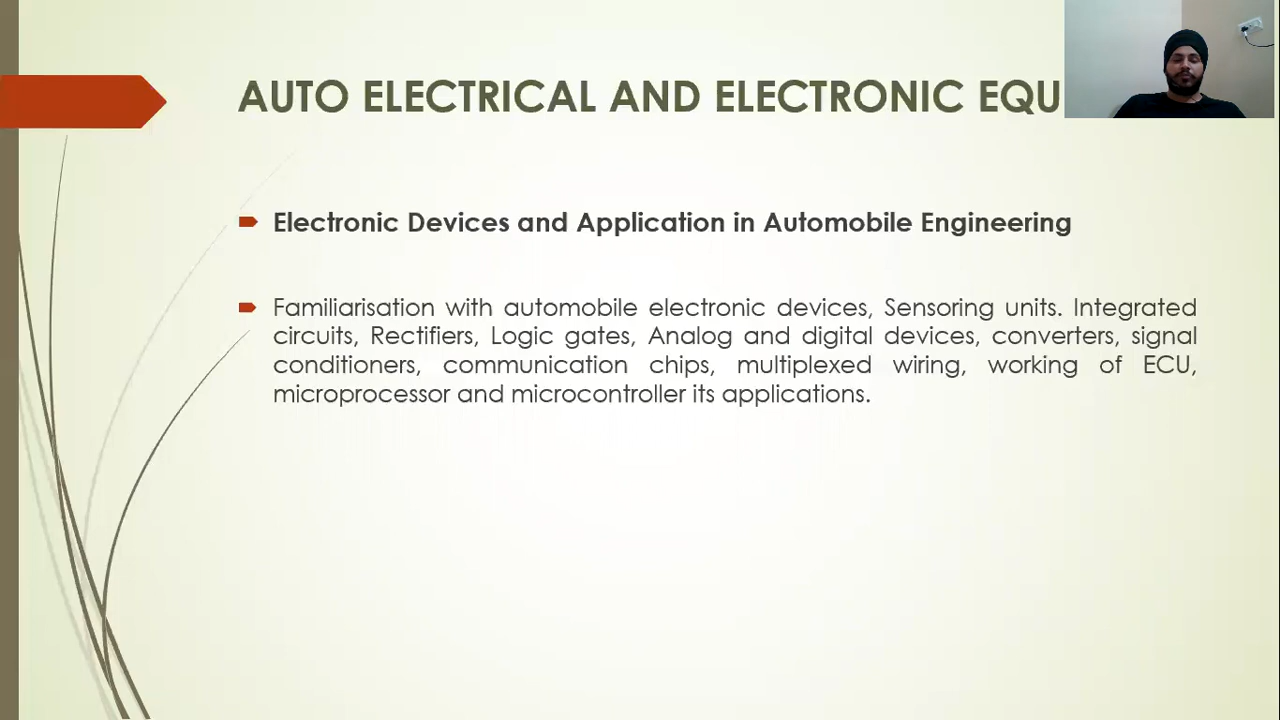 AUTO ELECTRICAL AND ELECTRONIC EQU
Electronic Devices and Application in Automobile Engineering
Familiarisation with automobile electronic devices, Sensoring units. Integrated
circuits, Rectifiers, Logic gates, Analog and digital devices, converters, signal
conditioners, communication chips, multiplexed wiring, working of ECU,
microprocessor and microcontroller its applications.